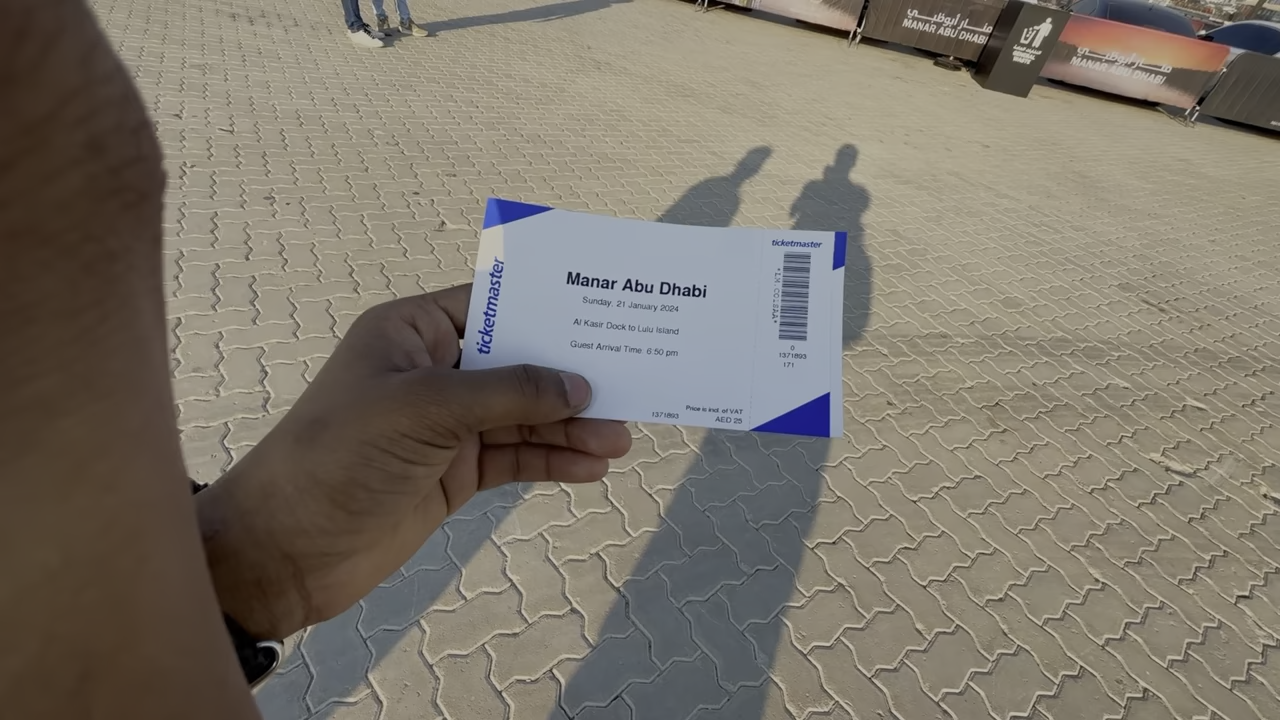 منار أبوظبي
MANAR ABU DHABI
GENERAL
WASTE
منار أبوظبي
MANAR ABU DHABI
ticketmaster
Manar Abu Dhabi
Sunday, 21 January 2024
Al Kasir Dock to Lulu Island
Guest Arrival Time 6:50 pm
1371893
Price is incl. of VAT
AED 25
ticketmaster
0
1371893
171